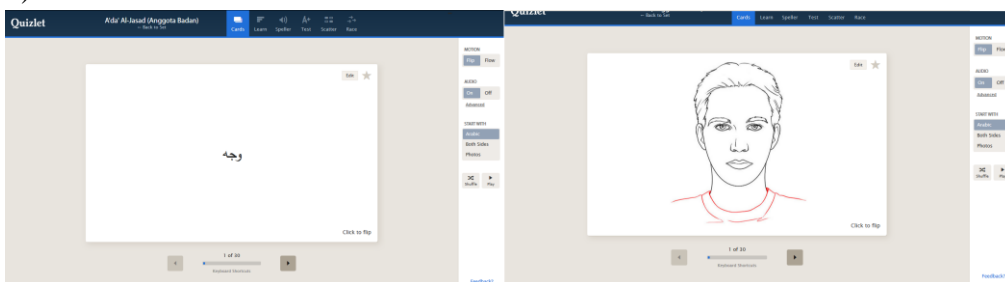 Quizlet
A'da' Al-Jasad (Anggota Badan)
← Back to Set
Cards
Learn
Speller
Test
Scatter
Race
MOTION
Flip Flow
AUDIO
On Off
Advanced
START WITH
Arabic
Both Sides
Photos
Shuffle Play
Edit
وجه
Click to flip
1 of 30
Keyboard Shortcuts
Feedback?
Quizlet
← Back to Set
Cards
Learn
Speller
Test
Scatter
Race
MOTION
Flip Flow
AUDIO
On Off
Advanced
START WITH
Arabic
Both Sides
Photos
Shuffle
Edit
Click to flip
1 of 30
Keyboard Shortcuts
Feedback?